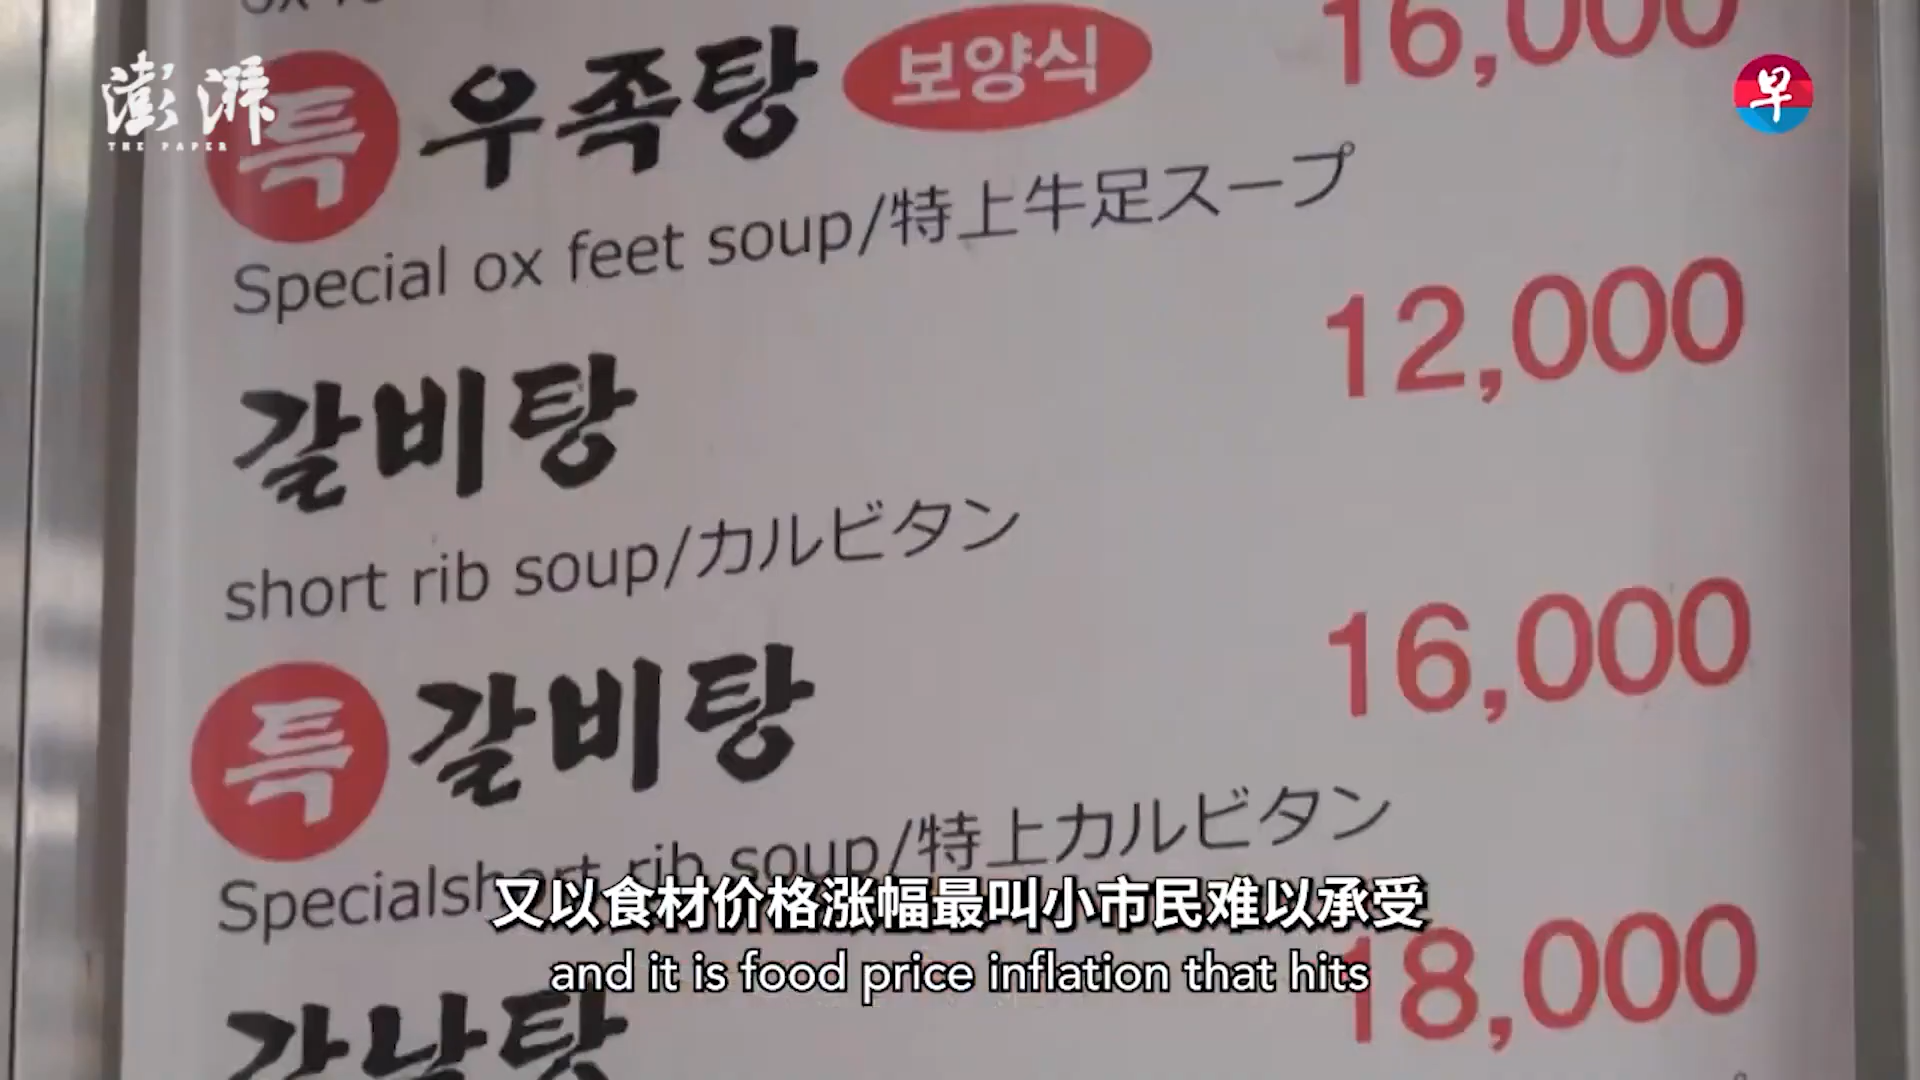 澎湃
THE PAPER
早
특 우족탕 보양식 16,000
Special ox feet soup/特上牛足スープ
갈비탕 12,000
short rib soup/カルビタン
특 갈비탕 16,000
Specialshort rib soup/特上カルビタン
又以食材价格涨幅最叫小市民难以承受
and it is food price inflation that hits
18,000